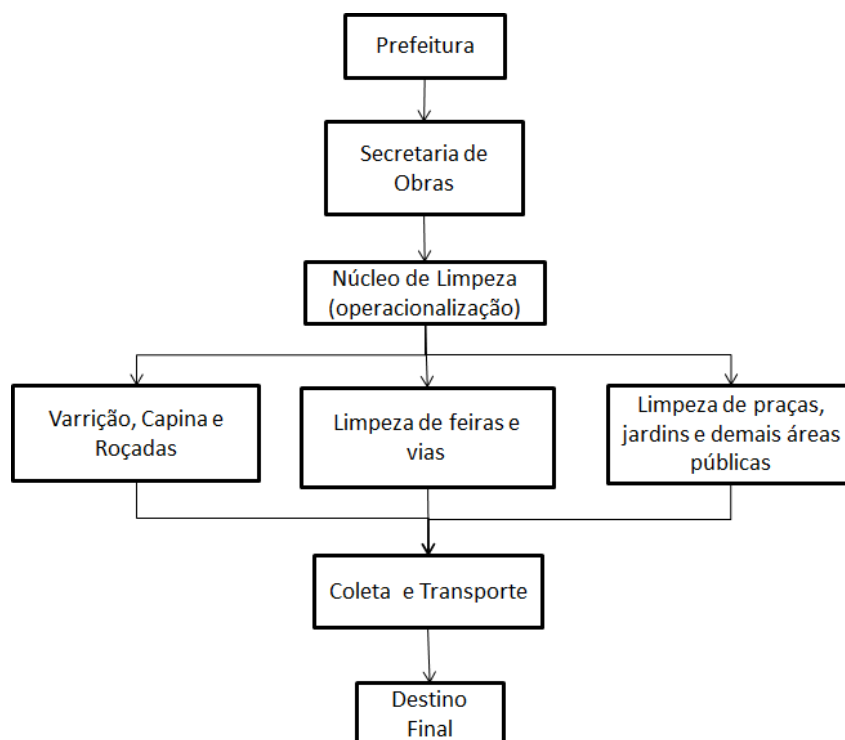 Prefeitura
Secretaria de
Obras
Núcleo de Limpeza
(operacionalização)
Varrição, Capina e
Roçadas
Limpeza de feiras e
vias
Limpeza de praças,
jardins e demais áreas
públicas
Coleta e Transporte
Destino
Final